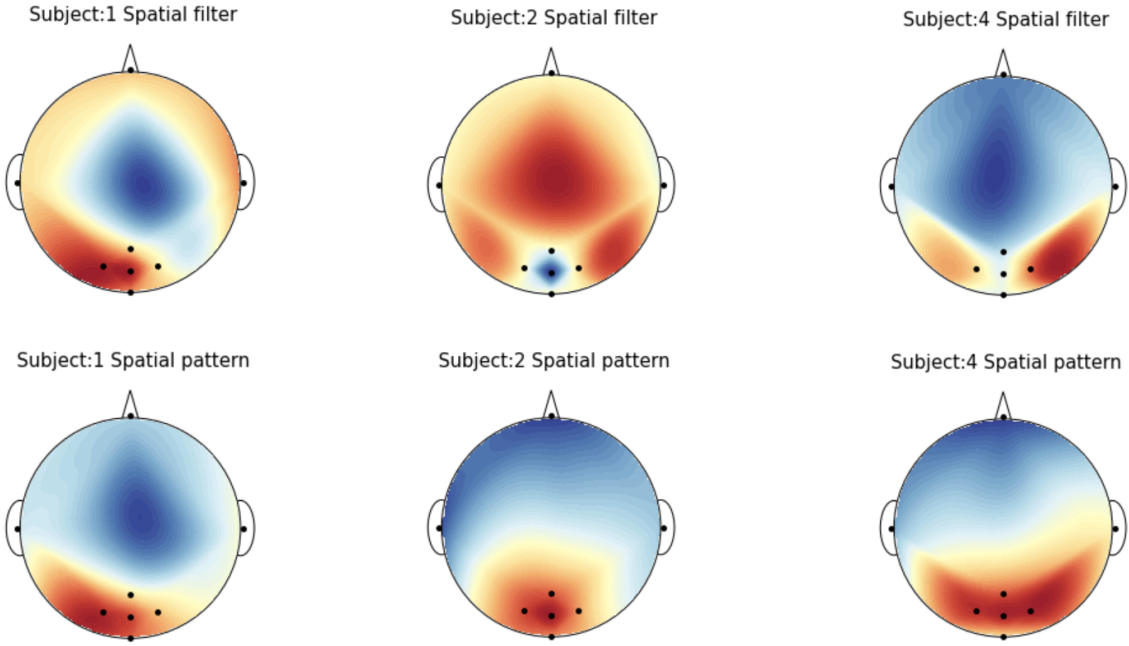 Subject:1 Spatial filter
Subject:2 Spatial filter
Subject:4 Spatial filter
Subject:1 Spatial pattern
Subject:2 Spatial pattern
Subject:4 Spatial pattern